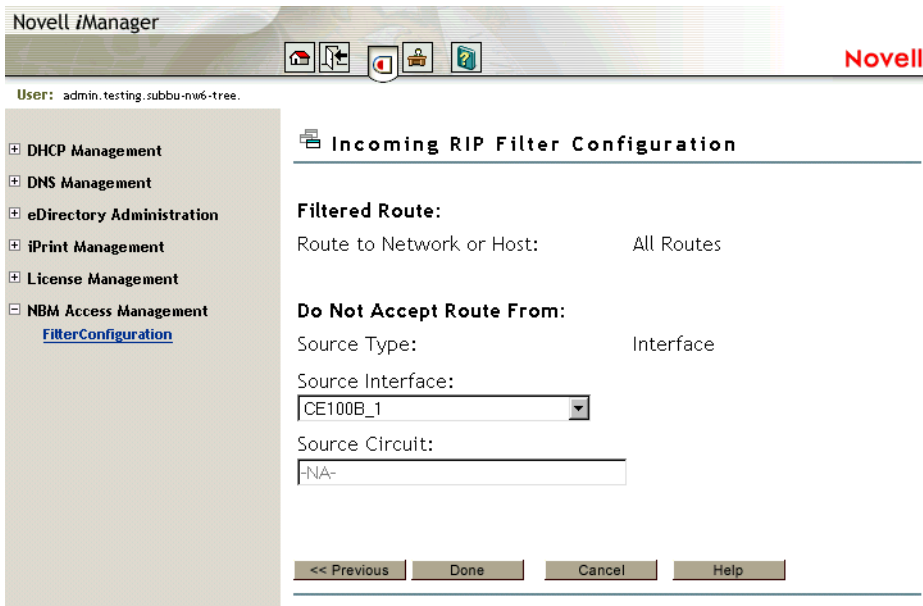 Novell iManager
Novell
User: admin.testing.subbu-nw6-tree.
DHCP Management
DNS Management
eDirectory Administration
iPrint Management
License Management
NBM Access Management
FilterConfiguration
Incoming RIP Filter Configuration
Filtered Route:
Route to Network or Host: All Routes
Do Not Accept Route From:
Source Type: Interface
Source Interface:
CE100B_1
Source Circuit:
-NA-
<< Previous Done Cancel Help